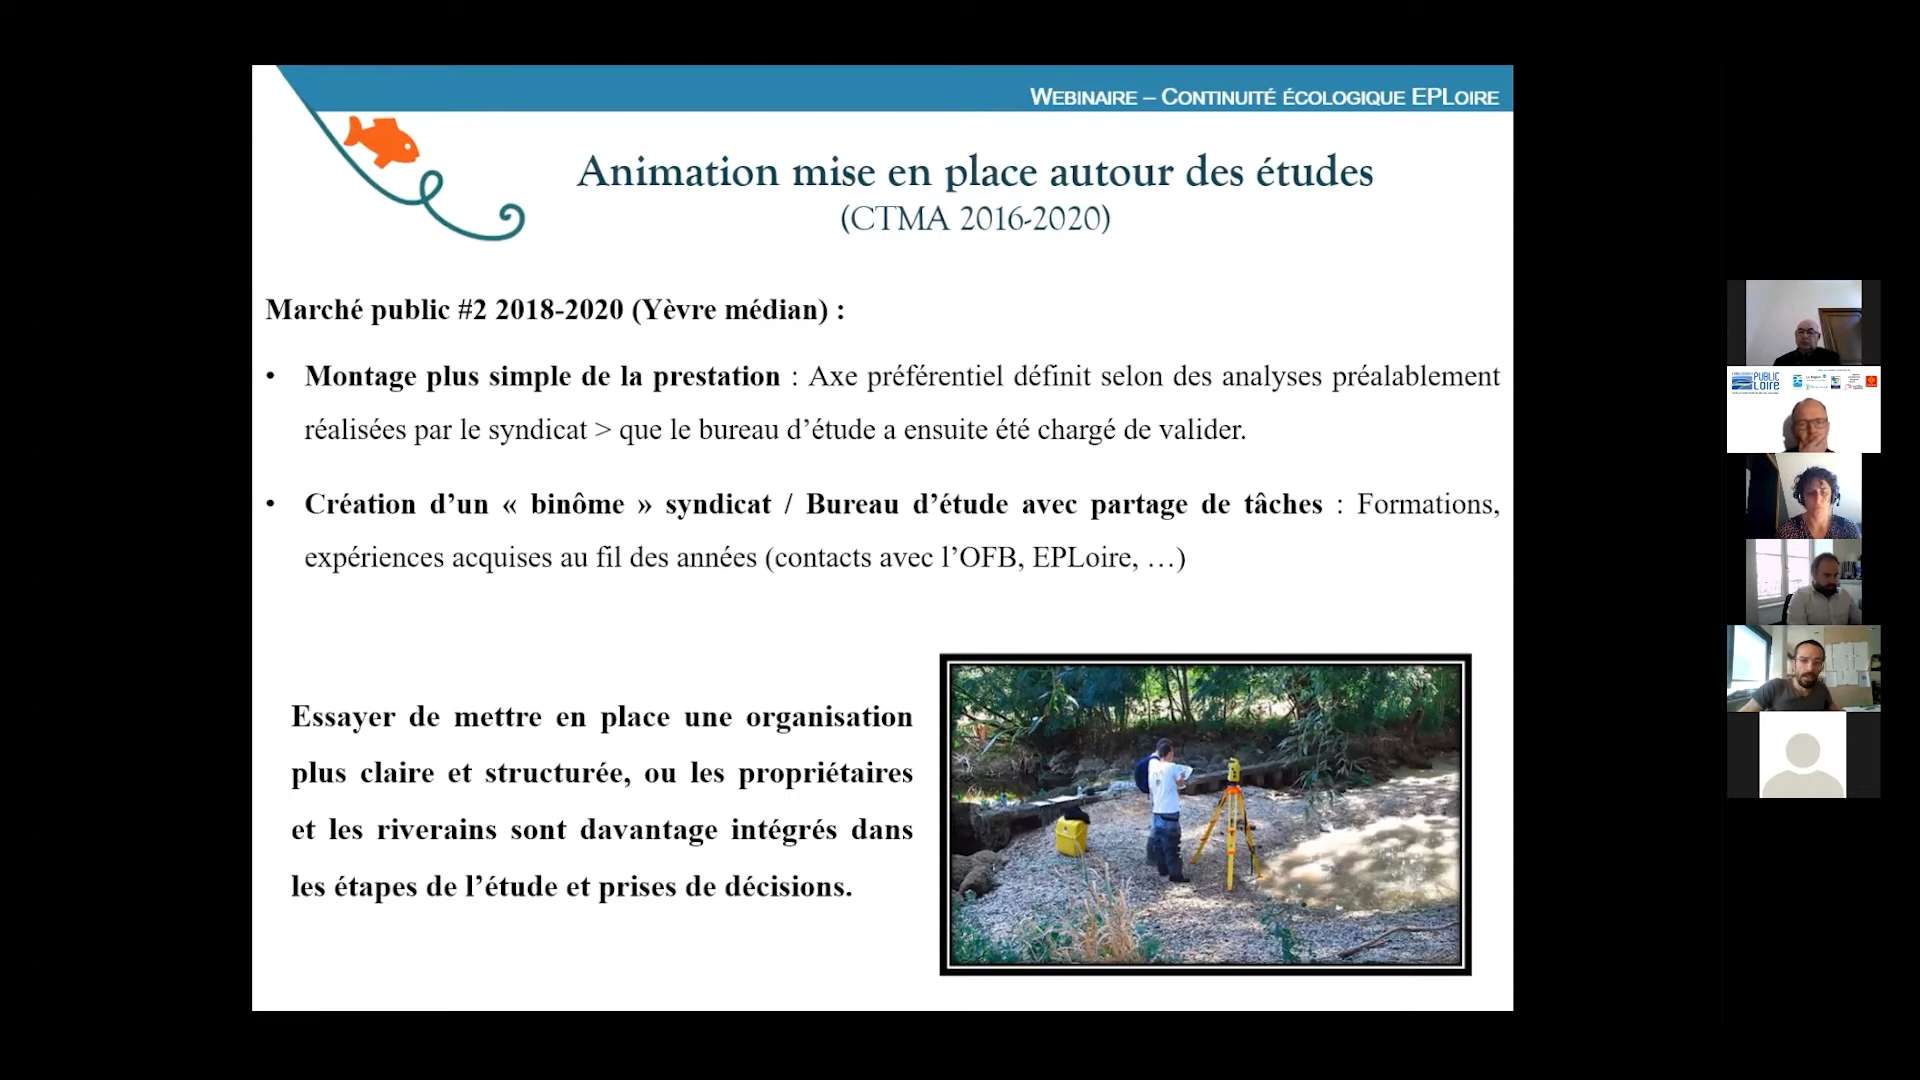 WEBINAIRE – CONTINUITÉ ÉCOLOGIQUE EPLOIRE
Animation mise en place autour des études
(CTMA 2016-2020)
Marché public #2 2018-2020 (Yèvre médian) :
• Montage plus simple de la prestation : Axe préférentiel définit selon des analyses préalablement
réalisées par le syndicat > que le bureau d’étude a ensuite été chargé de valider.
• Création d’un « binôme » syndicat / Bureau d’étude avec partage de tâches : Formations,
expériences acquises au fil des années (contacts avec l’OFB, EPLoire, …)
Essayer de mettre en place une organisation
plus claire et structurée, ou les propriétaires
et les riverains sont davantage intégrés dans
les étapes de l’étude et prises de décisions.
PUBLIC
LOIRE